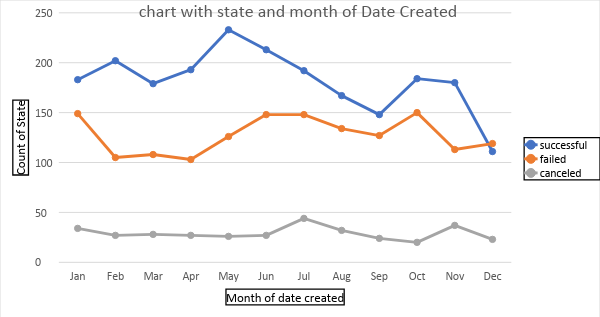 chart with state and month of Date Created
250
200
150
100
50
0
Count of State
Jan Feb Mar Apr May Jun Jul Aug Sep Oct Nov Dec
Month of date created
successful
failed
canceled